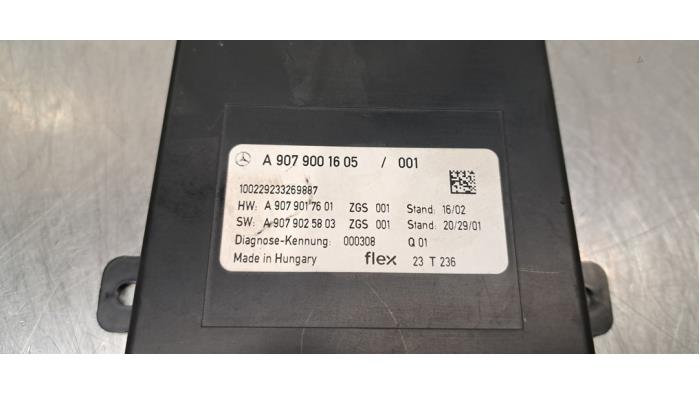 A 907 900 16 05 / 001
100229233269887
HW: A 907 901 76 01 ZGS 001 Stand: 16/02
SW: A 907 902 58 03 ZGS 001 Stand: 20/29/01
Diagnose-Kennung: 000308 Q 01
Made in Hungary flex 23 T 236